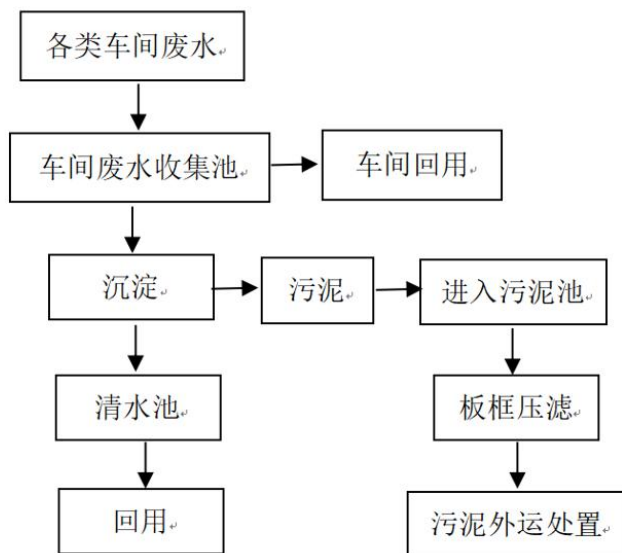 各类车间废水
车间废水收集池
车间回用
沉淀
污泥
进入污泥池
清水池
板框压滤
回用
污泥外运处置